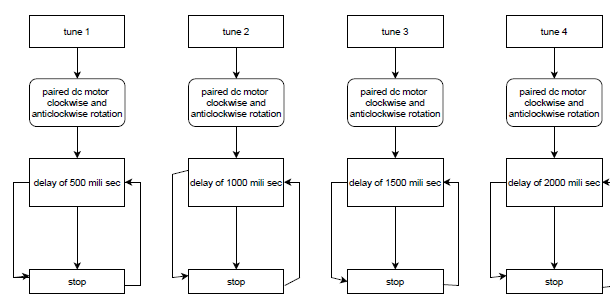 tune 1
tune 2
tune 3
tune 4
paired dc motor
clockwise and
anticlockwise rotation
paired dc motor
clockwise and
anticlockwise rotation
paired dc motor
clockwise and
anticlockwise rotation
paired dc motor
clockwise and
anticlockwise rotation
delay of 500 mili sec
delay of 1000 mili sec
delay of 1500 mili sec
delay of 2000 mili sec
stop
stop
stop
stop